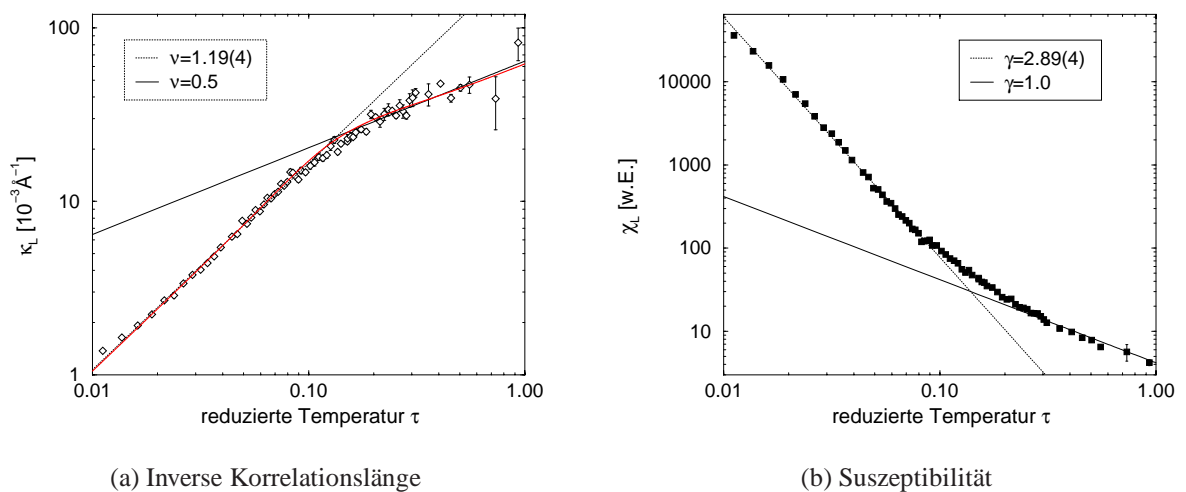 100
10
1
κL [10⁻³Å⁻¹]
ν=1.19(4)
ν=0.5
0.01 0.10 1.00
reduzierte Temperatur τ
(a) Inverse Korrelationslänge
10000
1000
100
10
χL [w.E.]
γ=2.89(4)
γ=1.0
0.01 0.10 1.00
reduzierte Temperatur τ
(b) Suszeptibilität